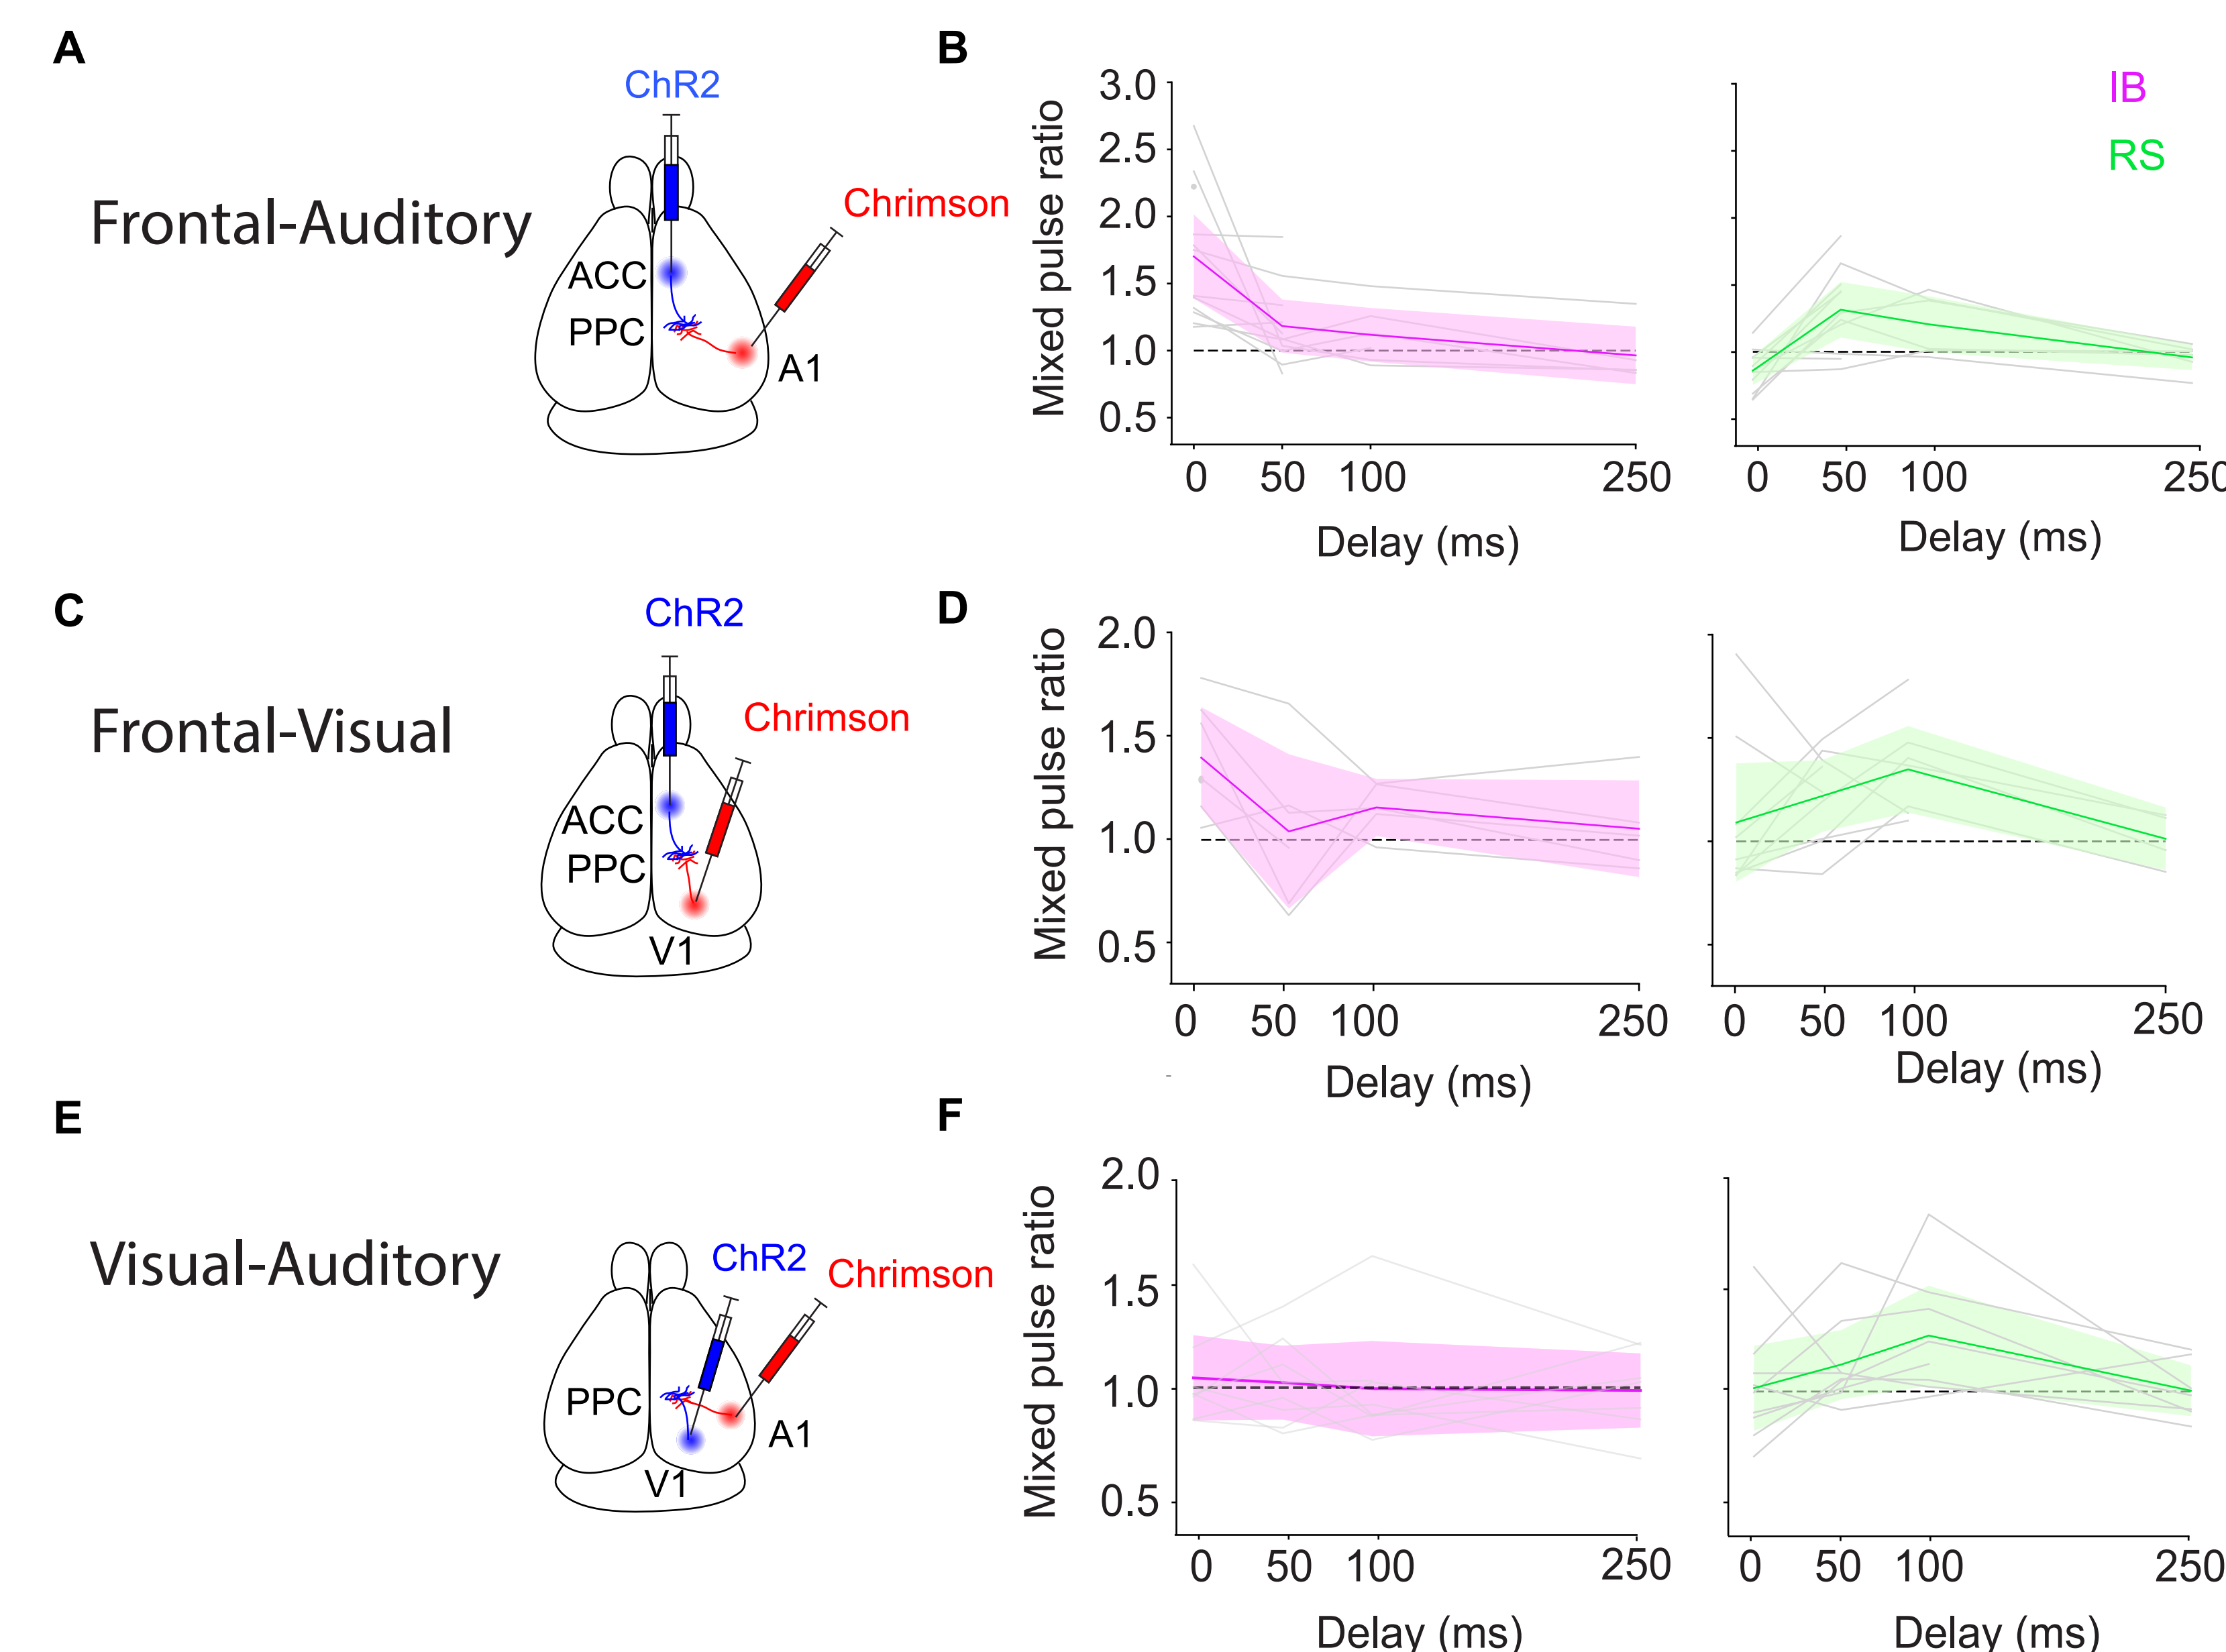 A
ChR2
Frontal-Auditory
Chrimson
ACC
PPC
A1
B
Mixed pulse ratio
3.0
2.5
2.0
1.5
1.0
0.5
0 50 100 250
Delay (ms)
IB
RS
0 50 100 250
Delay (ms)
C
ChR2
Frontal-Visual
Chrimson
ACC
PPC
V1
D
Mixed pulse ratio
2.0
1.5
1.0
0.5
0 50 100 250
Delay (ms)
0 50 100 250
Delay (ms)
E
Visual-Auditory
ChR2
Chrimson
PPC
A1
V1
F
Mixed pulse ratio
2.0
1.5
1.0
0.5
0 50 100 250
Delay (ms)
0 50 100 250
Delay (ms)